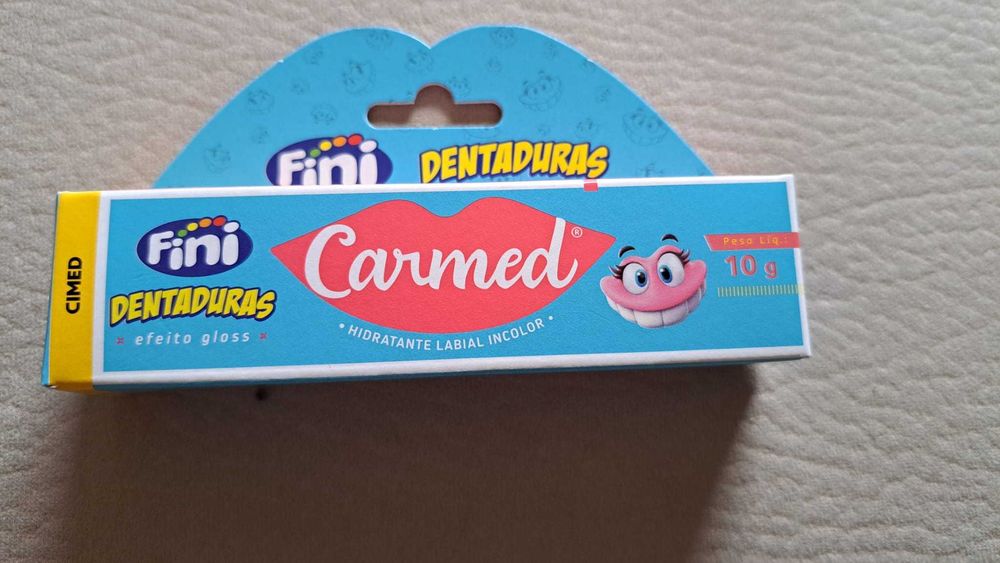 Fini DENTADURAS
CIMED
Fini
DENTADURAS
efeito gloss
Carmed®
• HIDRATANTE LABIAL INCOLOR •
Peso Líq.:
10 g